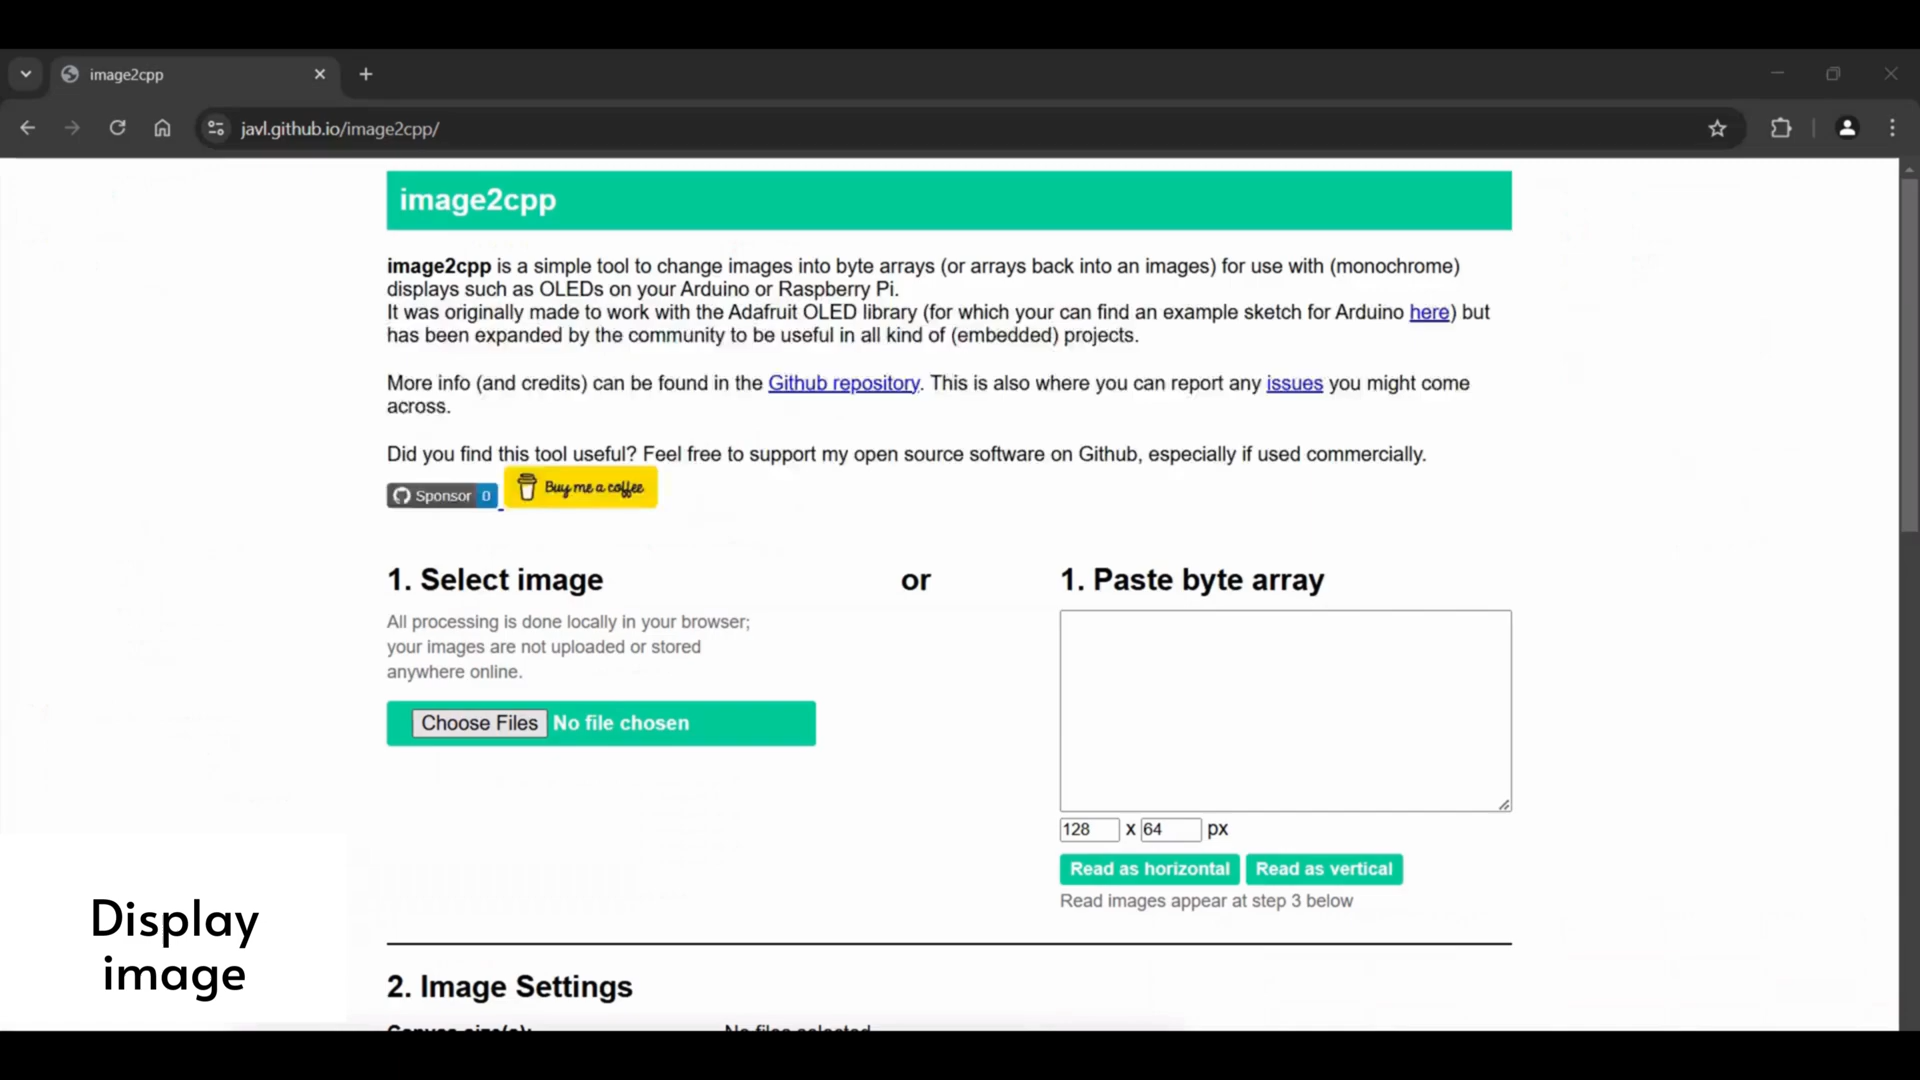 image2cpp
javl.github.io/image2cpp/
image2cpp
image2cpp is a simple tool to change images into byte arrays (or arrays back into an images) for use with (monochrome)
displays such as OLEDs on your Arduino or Raspberry Pi.
It was originally made to work with the Adafruit OLED library (for which your can find an example sketch for Arduino here) but
has been expanded by the community to be useful in all kind of (embedded) projects.
More info (and credits) can be found in the Github repository. This is also where you can report any issues you might come
across.
Did you find this tool useful? Feel free to support my open source software on Github, especially if used commercially.
Sponsor 0 Buy me a coffee
1. Select image
or
1. Paste byte array
All processing is done locally in your browser;
your images are not uploaded or stored
anywhere online.
Choose Files No file chosen
128 x 64 px
Read as horizontal Read as vertical
Read images appear at step 3 below
2. Image Settings
Canvas size(s): No files selected
Display
image